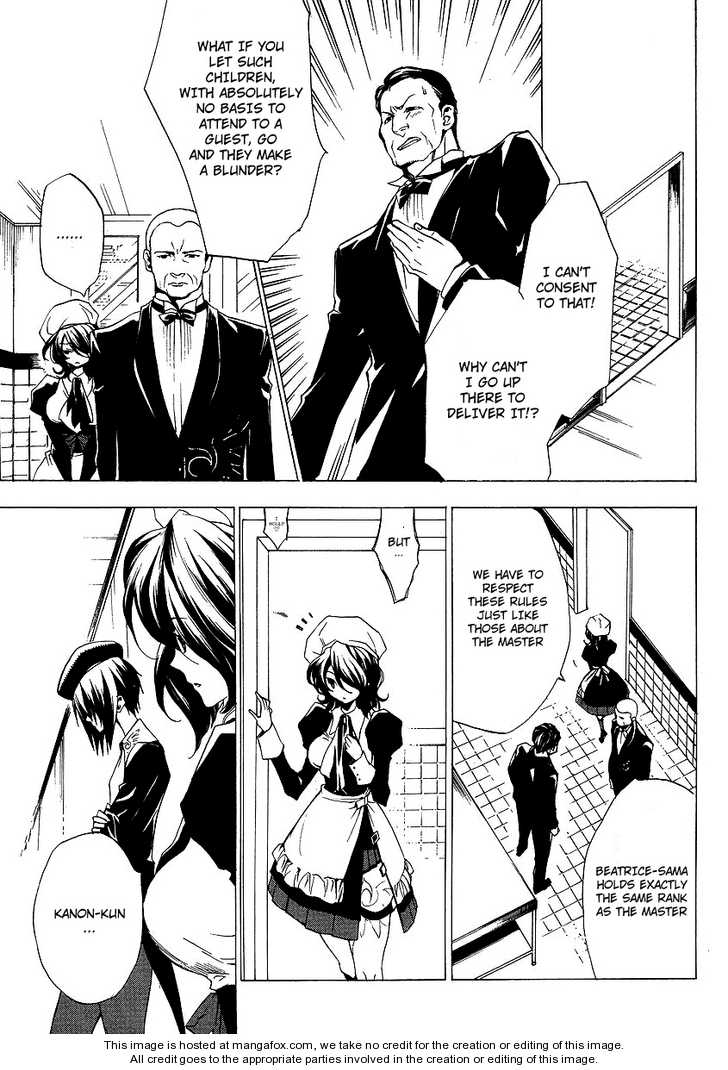 WHAT IF YOU
LET SUCH
CHILDREN,
WITH ABSOLUTELY
NO BASIS TO
ATTEND TO A
GUEST, GO
AND THEY MAKE
A BLUNDER?
I CAN'T
CONSENT
TO THAT!
WHY CAN'T
I GO UP
THERE TO
DELIVER IT!?
......
WE HAVE TO
RESPECT
THESE RULES
JUST LIKE
THOSE ABOUT
THE MASTER
BEATRICE-SAMA
HOLDS EXACTLY
THE SAME RANK
AS THE MASTER
BUT
...
KANON-KUN
...
This image is hosted at mangafox.com, we take no credit for the creation or editing of this image.
All credit goes to the appropriate parties involved in the creation or editing of this image.